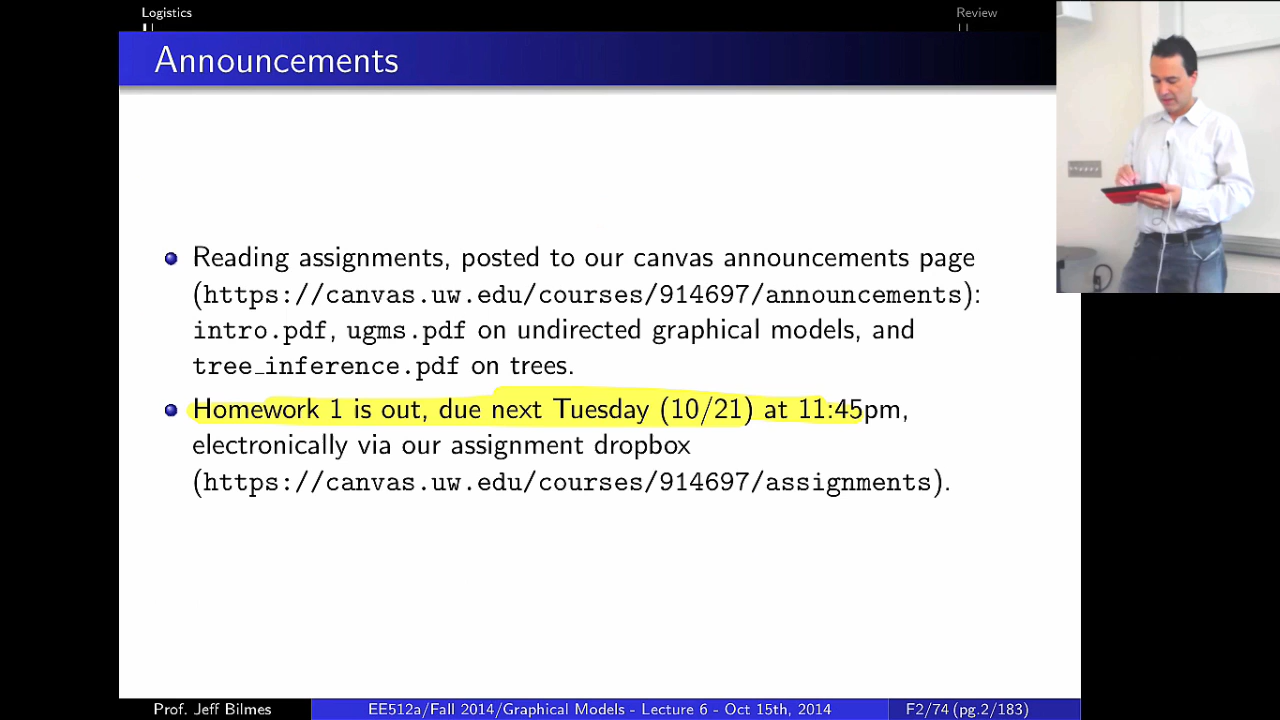 Logistics
Review
Announcements
Reading assignments, posted to our canvas announcements page
(https://canvas.uw.edu/courses/914697/announcements):
intro.pdf, ugms.pdf on undirected graphical models, and
tree_inference.pdf on trees.
Homework 1 is out, due next Tuesday (10/21) at 11:45pm,
electronically via our assignment dropbox
(https://canvas.uw.edu/courses/914697/assignments).
Prof. Jeff Bilmes
EE512a/Fall 2014/Graphical Models - Lecture 6 - Oct 15th, 2014
F2/74 (pg.2/183)